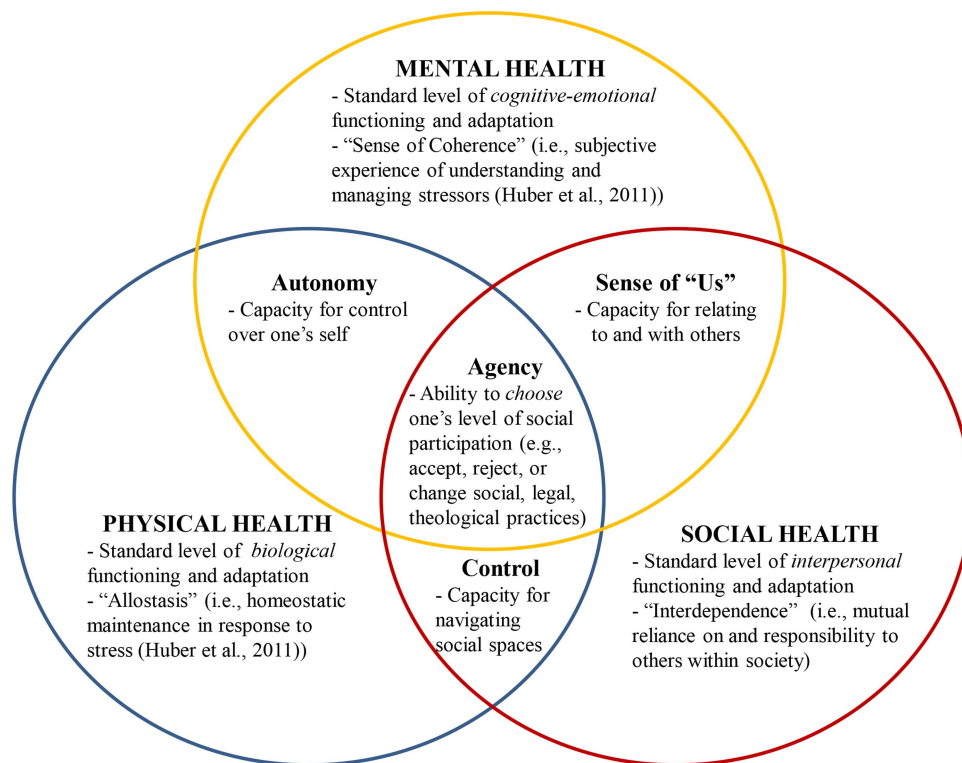 MENTAL HEALTH
- Standard level of cognitive-emotional
functioning and adaptation
- “Sense of Coherence” (i.e., subjective
experience of understanding and
managing stressors (Huber et al., 2011))
Autonomy
- Capacity for control
over one’s self
Sense of “Us”
- Capacity for relating
to and with others
Agency
- Ability to choose
one’s level of social
participation (e.g.,
accept, reject, or
change social, legal,
theological practices)
PHYSICAL HEALTH
- Standard level of biological
functioning and adaptation
- “Allostasis” (i.e., homeostatic
maintenance in response to
stress (Huber et al., 2011))
Control
- Capacity for
navigating
social spaces
SOCIAL HEALTH
- Standard level of interpersonal
functioning and adaptation
- “Interdependence” (i.e., mutual
reliance on and responsibility to
others within society)